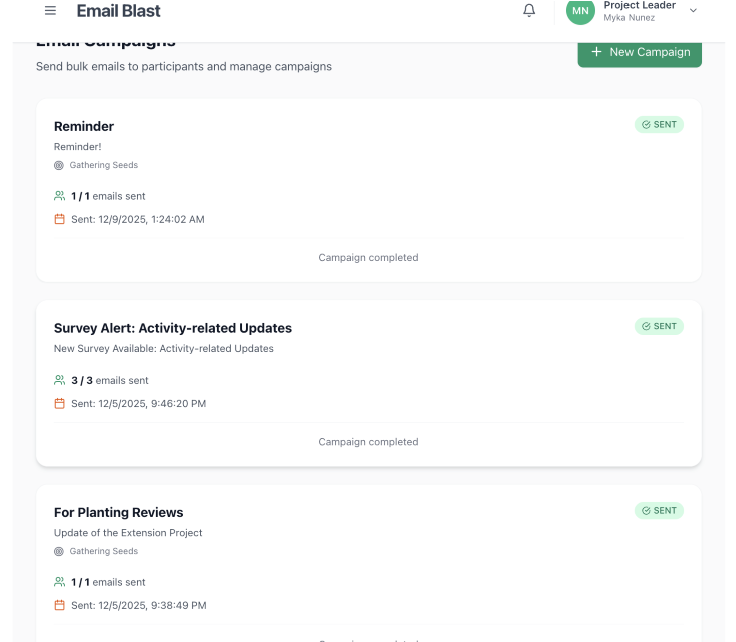 Email Blast
MN
Project Leader
Myka Nunez
Email Campaigns
Send bulk emails to participants and manage campaigns
+ New Campaign
Reminder
SENT
Reminder!
Gathering Seeds
1 / 1 emails sent
Sent: 12/9/2025, 1:24:02 AM
Campaign completed
Survey Alert: Activity-related Updates
SENT
New Survey Available: Activity-related Updates
3 / 3 emails sent
Sent: 12/5/2025, 9:46:20 PM
Campaign completed
For Planting Reviews
SENT
Update of the Extension Project
Gathering Seeds
1 / 1 emails sent
Sent: 12/5/2025, 9:38:49 PM